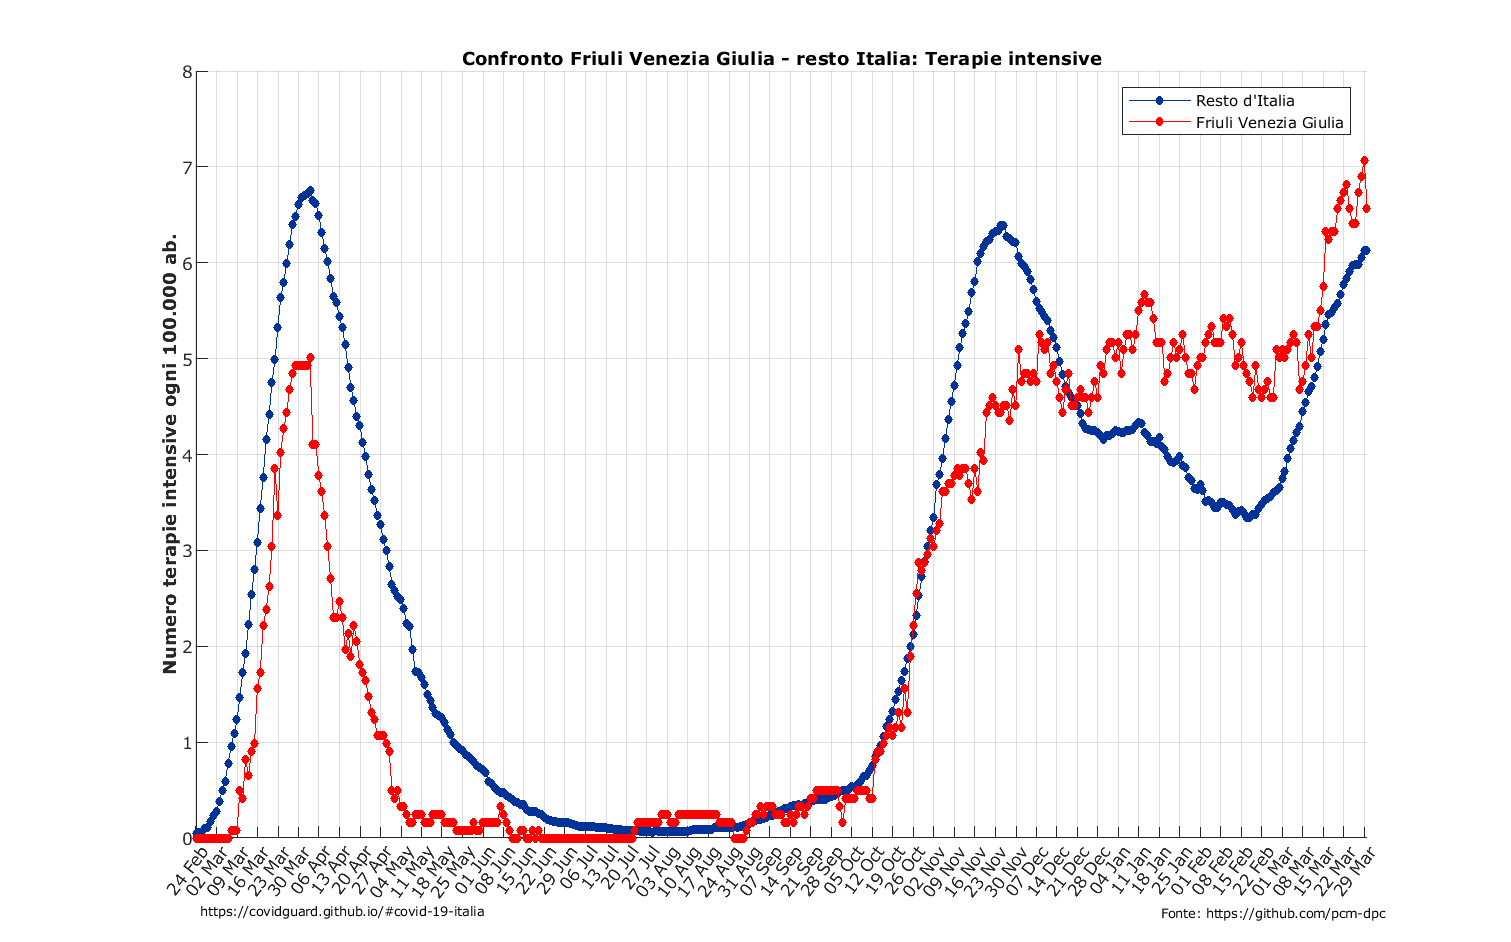 Confronto Friuli Venezia Giulia - resto Italia: Terapie intensive
Resto d'Italia
Friuli Venezia Giulia
Numero terapie intensive ogni 100.000 ab.
8
7
6
5
4
3
2
1
0
24 Feb
02 Mar
09 Mar
16 Mar
23 Mar
30 Mar
06 Apr
13 Apr
20 Apr
27 Apr
04 May
11 May
18 May
25 May
01 Jun
08 Jun
15 Jun
22 Jun
29 Jun
06 Jul
13 Jul
20 Jul
27 Jul
03 Aug
10 Aug
17 Aug
24 Aug
31 Aug
07 Sep
14 Sep
21 Sep
28 Sep
05 Oct
12 Oct
19 Oct
26 Oct
02 Nov
09 Nov
16 Nov
23 Nov
30 Nov
07 Dec
14 Dec
21 Dec
28 Dec
04 Jan
11 Jan
18 Jan
25 Jan
01 Feb
08 Feb
15 Feb
22 Feb
01 Mar
08 Mar
15 Mar
22 Mar
29 Mar
https://covidguard.github.io/#covid-19-italia
Fonte: https://github.com/pcm-dpc